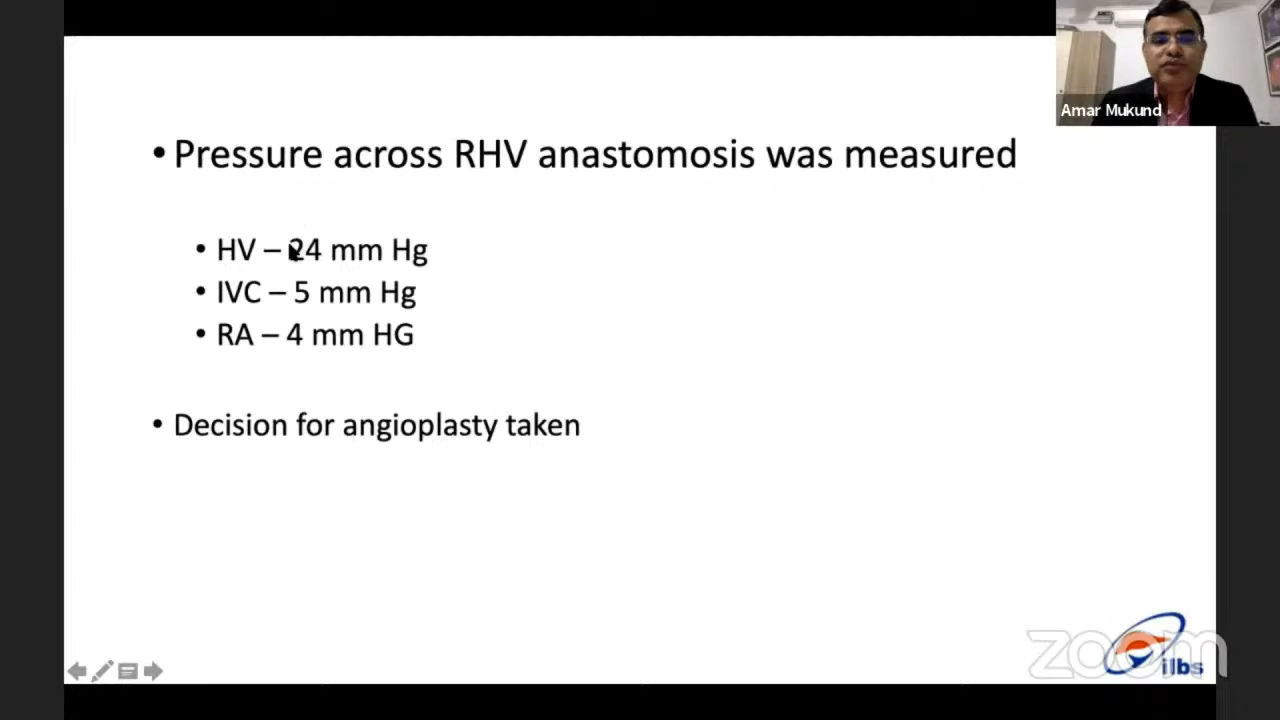 Amar Mukund
• Pressure across RHV anastomosis was measured
• HV – 24 mm Hg
• IVC – 5 mm Hg
• RA – 4 mm HG
• Decision for angioplasty taken
zoom
ilbs